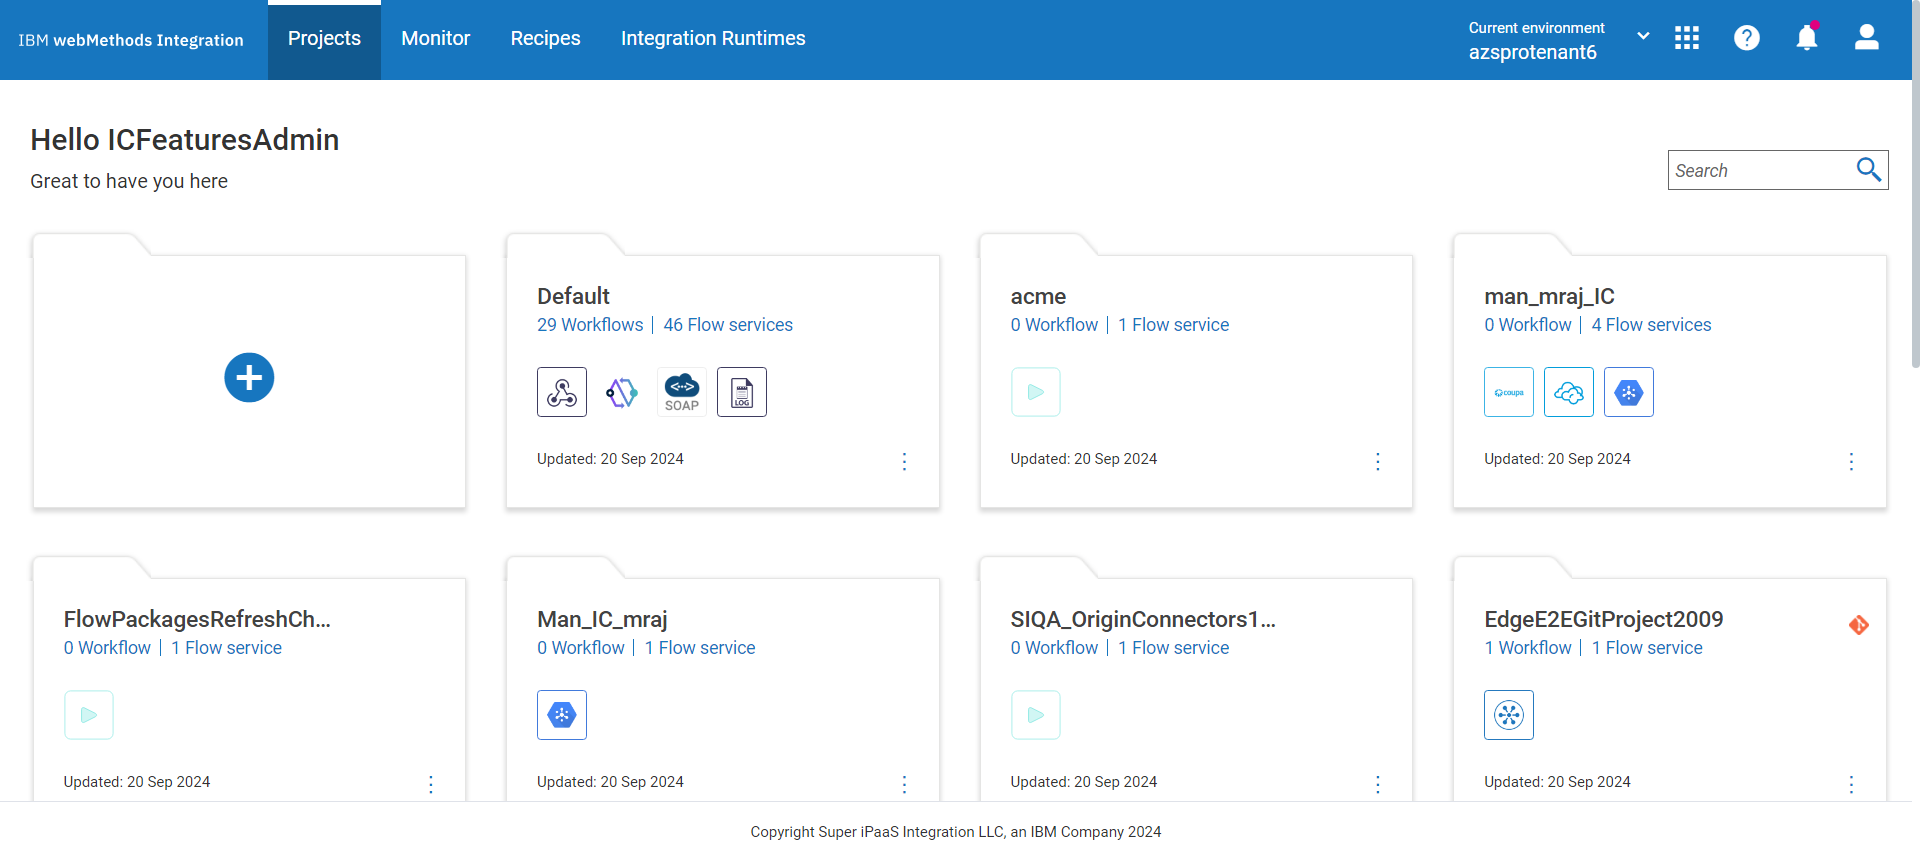 IBM webMethods Integration
Projects
Monitor
Recipes
Integration Runtimes
Current environment
azsprotenant6
Hello ICFeaturesAdmin
Great to have you here
Search
Default
29 Workflows | 46 Flow services
SOAP
LOG
Updated: 20 Sep 2024
acme
0 Workflow | 1 Flow service
Updated: 20 Sep 2024
man_mraj_IC
0 Workflow | 4 Flow services
coupa
Updated: 20 Sep 2024
FlowPackagesRefreshCh...
0 Workflow | 1 Flow service
Updated: 20 Sep 2024
Man_IC_mraj
0 Workflow | 1 Flow service
Updated: 20 Sep 2024
SIQA_OriginConnectors1...
0 Workflow | 1 Flow service
Updated: 20 Sep 2024
EdgeE2EGitProject2009
1 Workflow | 1 Flow service
Updated: 20 Sep 2024
Copyright Super iPaaS Integration LLC, an IBM Company 2024